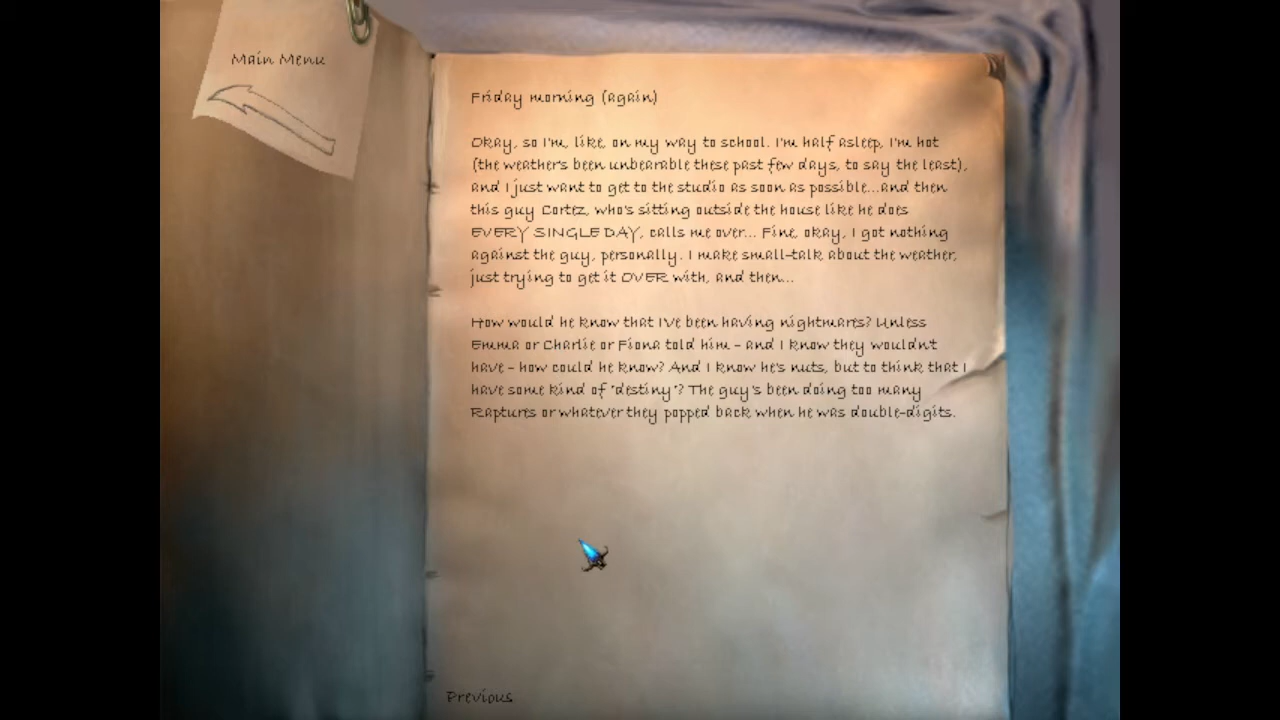 Main Menu
Friday morning (again)
Okay, so I'm, like, on my way to school. I'm half asleep, I'm hot
(the weather's been unbearable these past few days, to say the least),
and I just want to get to the studio as soon as possible...and then
this guy Cortez, who's sitting outside the house like he does
EVERY SINGLE DAY, calls me over... Fine, okay, I got nothing
against the guy, personally. I make small-talk about the weather,
just trying to get it OVER with, and then...
How would he know that I've been having nightmares? Unless
Emma or Charlie or Fiona told him - and I know they wouldn't
have - how could he know? And I know he's nuts, but to think that I
have some kind of "destiny"? The guy's been doing too many
Raptures or whatever they popped back when he was double-digits.
Previous